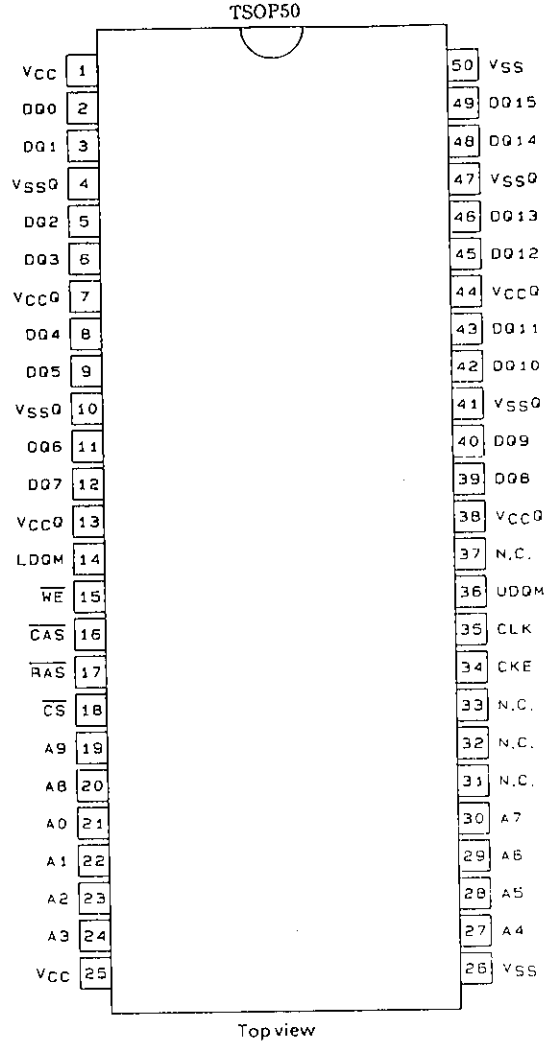 TSOP50
VCC 1 50 VSS
DQ0 2 49 DQ15
DQ1 3 48 DQ14
VSSQ 4 47 VSSQ
DQ2 5 46 DQ13
DQ3 6 45 DQ12
VCCQ 7 44 VCCQ
DQ4 8 43 DQ11
DQ5 9 42 DQ10
VSSQ 10 41 VSSQ
DQ6 11 40 DQ9
DQ7 12 39 DQ8
VCCQ 13 38 VCCQ
LDQM 14 37 N.C.
W̅E̅ 15 36 UDQM
C̅A̅S̅ 16 35 CLK
R̅A̅S̅ 17 34 CKE
C̅S̅ 18 33 N.C.
A9 19 32 N.C.
A8 20 31 N.C.
A0 21 30 A7
A1 22 29 A6
A2 23 28 A5
A3 24 27 A4
VCC 25 26 VSS
Top view